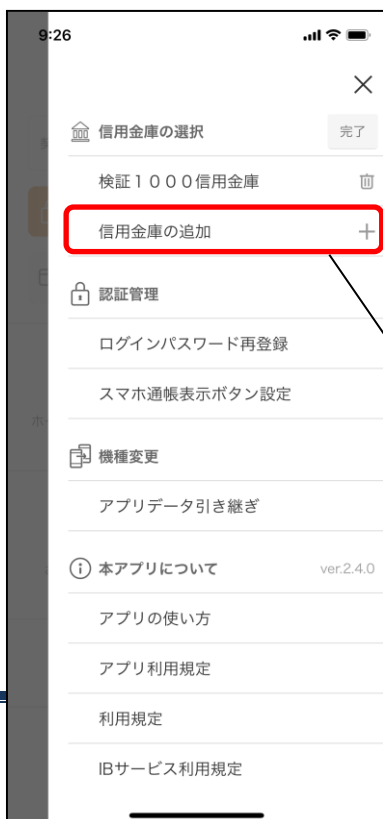 9:26
信用金庫の選択 完了
検証１０００信用金庫
信用金庫の追加
認証管理
ログインパスワード再登録
スマホ通帳表示ボタン設定
機種変更
アプリデータ引き継ぎ
本アプリについて ver.2.4.0
アプリの使い方
アプリ利用規定
利用規定
IBサービス利用規定